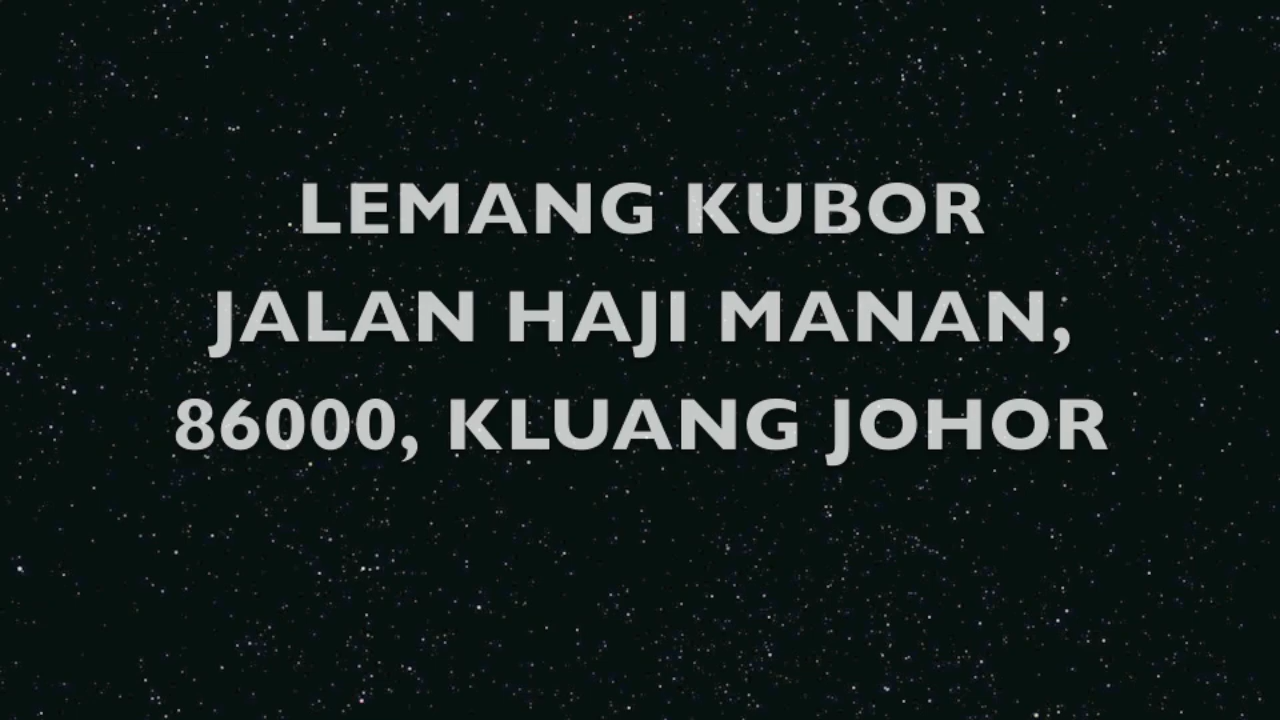 LEMANG KUBOR
JALAN HAJI MANAN,
86000, KLUANG JOHOR